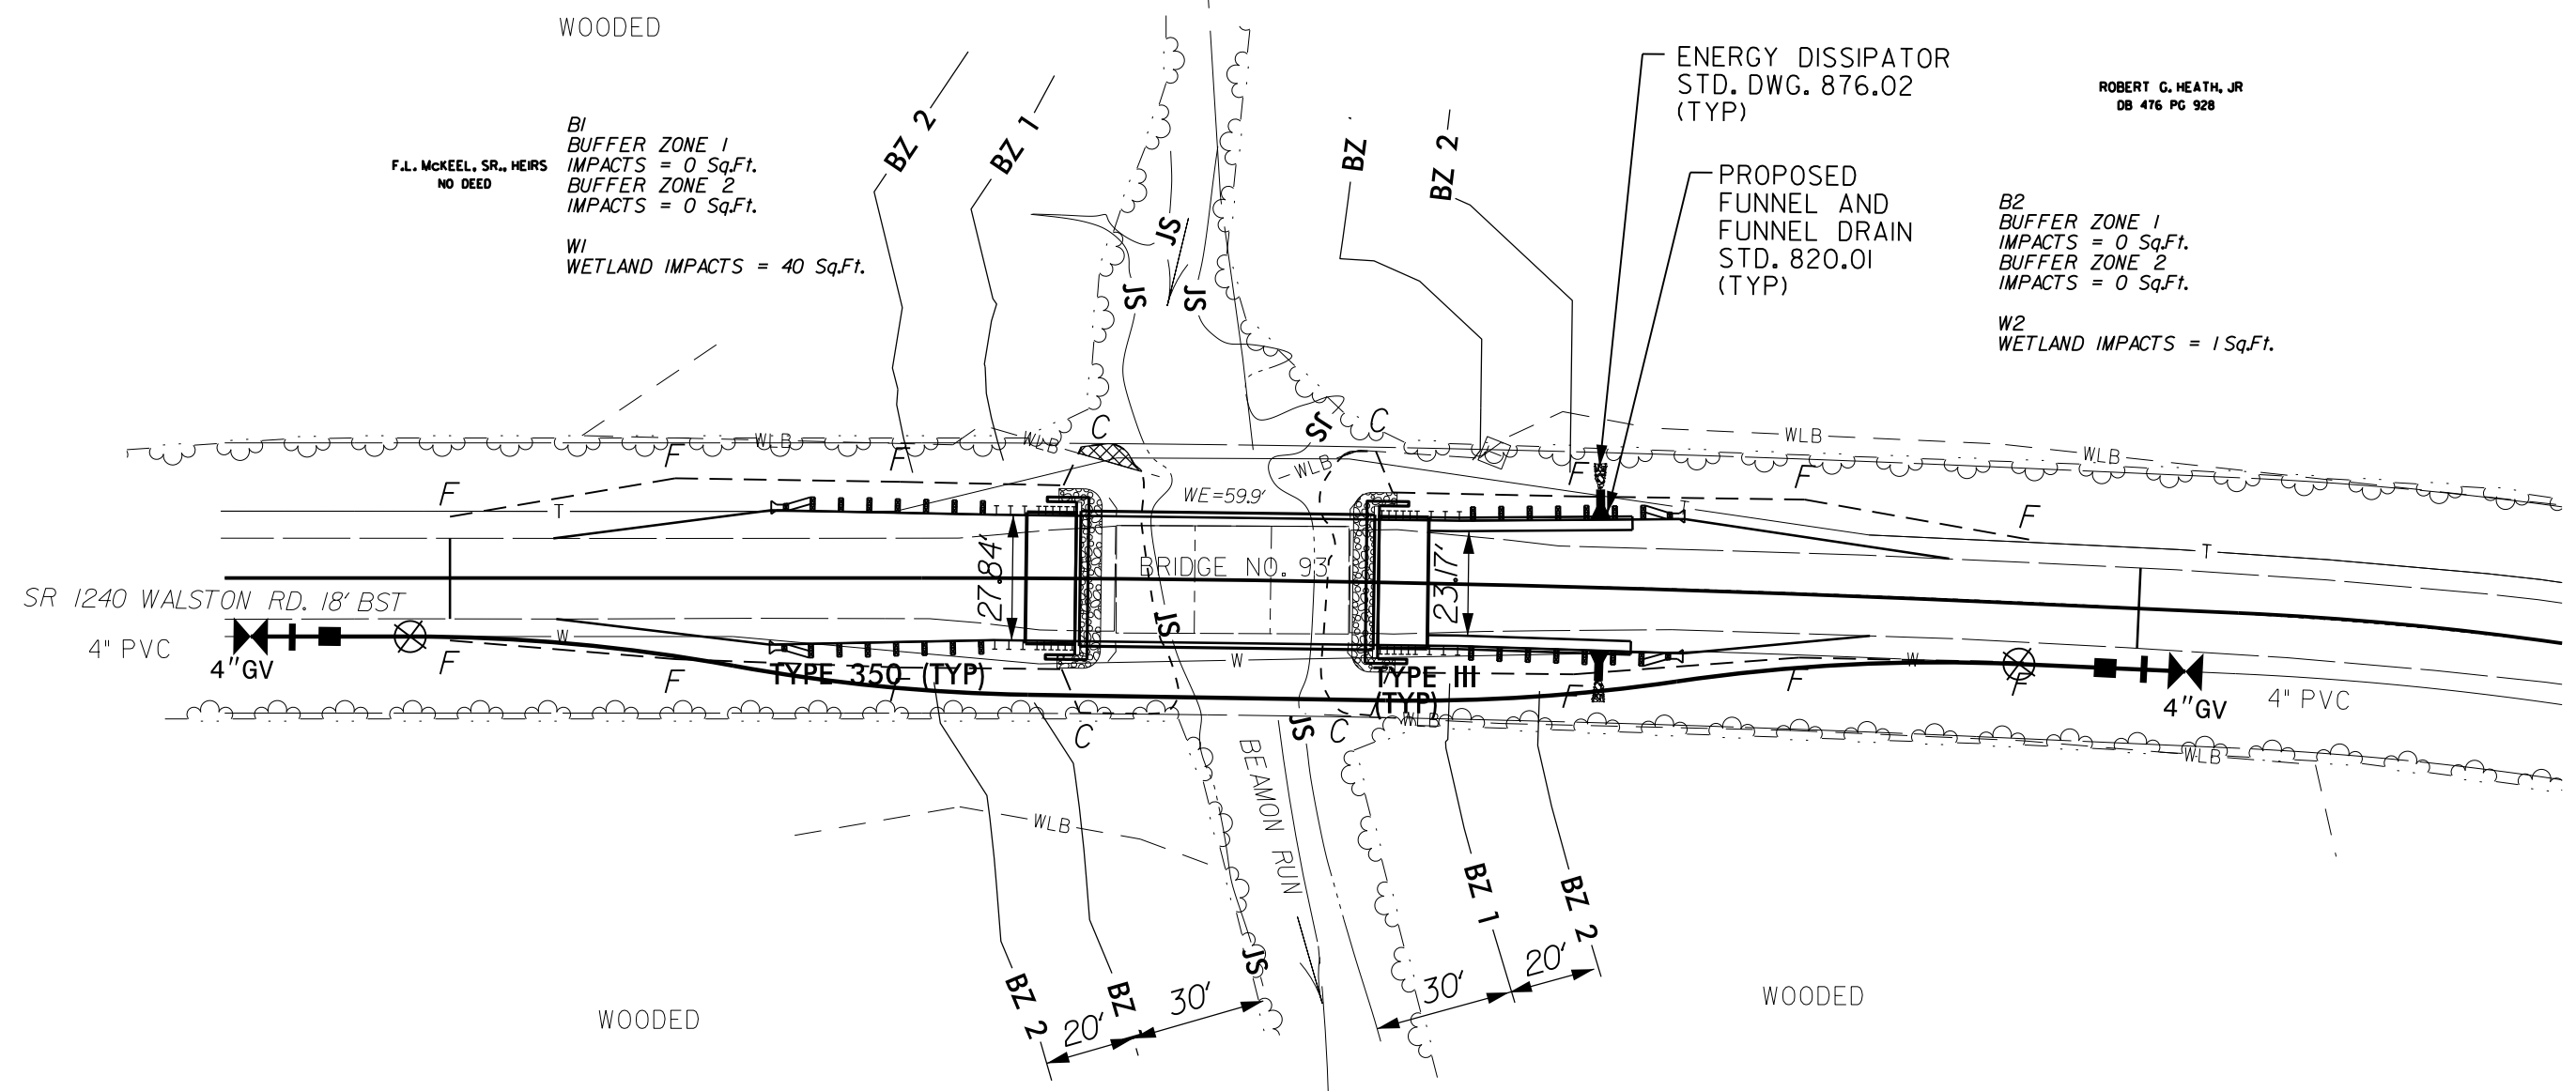 WOODED
ENERGY DISSIPATOR
STD. DWG. 876.02
(TYP)
ROBERT G. HEATH, JR
DB 476 PG 928
B1
BUFFER ZONE 1
IMPACTS = 0 Sq.Ft.
BUFFER ZONE 2
IMPACTS = 0 Sq.Ft.
W1
WETLAND IMPACTS = 40 Sq.Ft.
F.L. McKEEL, SR., HEIRS
NO DEED
BZ 2
BZ 1
BZ
BZ 2
PROPOSED
FUNNEL AND
FUNNEL DRAIN
STD. 820.01
(TYP)
B2
BUFFER ZONE 1
IMPACTS = 0 Sq.Ft.
BUFFER ZONE 2
IMPACTS = 0 Sq.Ft.
W2
WETLAND IMPACTS = 1 Sq.Ft.
JS
JS
JS
JS
C
C
WLB
WLB
WLB
WLB
WLB
F
F
F
F
F
F
WE=59.9'
T
T
T
27.84'
BRIDGE NO. 93
23.17'
SR 1240 WALSTON RD. 18' BST
4" PVC
4"GV
W
W
W
JS
F
F
F
F
F
F
TYPE 350 (TYP)
TYPE III
(TYP)
4"GV
4" PVC
C
C
JS
WLB
WLB
WLB
BEAMON RUN
JS
BZ 2
BZ
BZ 1
BZ 2
20'
30'
30'
20'
WOODED
WOODED